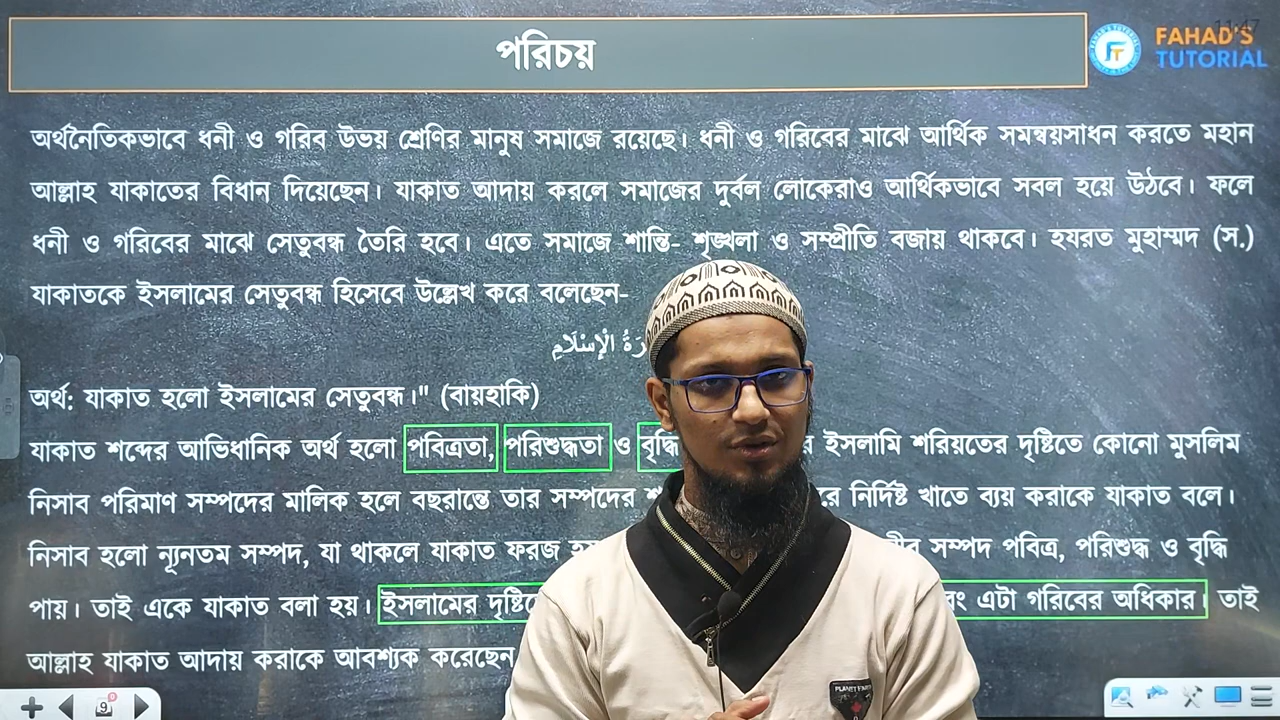 পরিচয়
11:47
FAHAD'S
TUTORIAL
অর্থনৈতিকভাবে ধনী ও গরিব উভয় শ্রেণির মানুষ সমাজে রয়েছে। ধনী ও গরিবের মাঝে আর্থিক সমন্বয়সাধন করতে মহান
আল্লাহ যাকাতের বিধান দিয়েছেন। যাকাত আদায় করলে সমাজের দুর্বল লোকেরাও আর্থিকভাবে সবল হয়ে উঠবে। ফলে
ধনী ও গরিবের মাঝে সেতুবন্ধ তৈরি হবে। এতে সমাজে শান্তি- শৃঙ্খলা ও সম্প্রীতি বজায় থাকবে। হযরত মুহাম্মদ (স.)
যাকাতকে ইসলামের সেতুবন্ধ হিসেবে উল্লেখ করে বলেছেন-
الْإِسْلَامِ
অর্থ: যাকাত হলো ইসলামের সেতুবন্ধ।" (বায়হাকি)
যাকাত শব্দের আভিধানিক অর্থ হলো পবিত্রতা, পরিশুদ্ধতা ও বৃদ্ধি ইসলামি শরিয়তের দৃষ্টিতে কোনো মুসলিম
নিসাব পরিমাণ সম্পদের মালিক হলে বছরান্তে তার সম্পদের নির্দিষ্ট খাতে ব্যয় করাকে যাকাত বলে।
নিসাব হলো ন্যূনতম সম্পদ, যা থাকলে যাকাত ফরজ সম্পদ পবিত্র, পরিশুদ্ধ ও বৃদ্ধি
পায়। তাই একে যাকাত বলা হয়। ইসলামের এটা গরিবের অধিকার। তাই
আল্লাহ যাকাত আদায় করাকে আবশ্যক করেছেন
9
PLANET